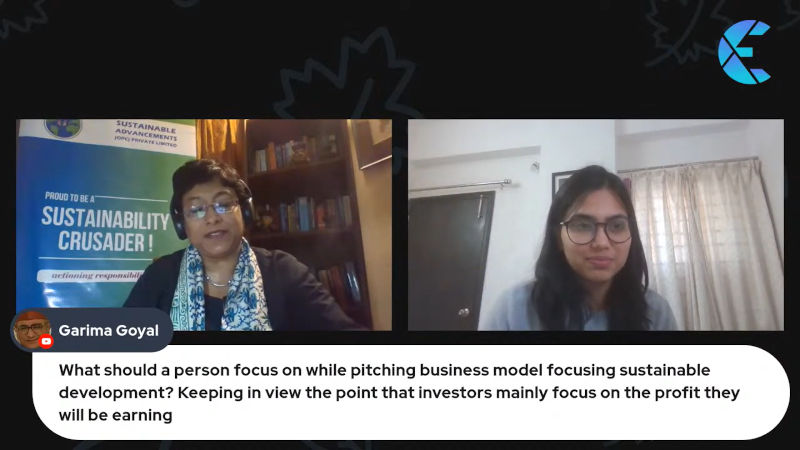 SUSTAINABLE
ADVANCEMENTS
(OPC) PRIVATE LIMITED
PROUD TO BE A
SUSTAINABILITY
CRUSADER !
actioning responsibil
Garima Goyal
What should a person focus on while pitching business model focusing sustainable
development? Keeping in view the point that investors mainly focus on the profit they
will be earning